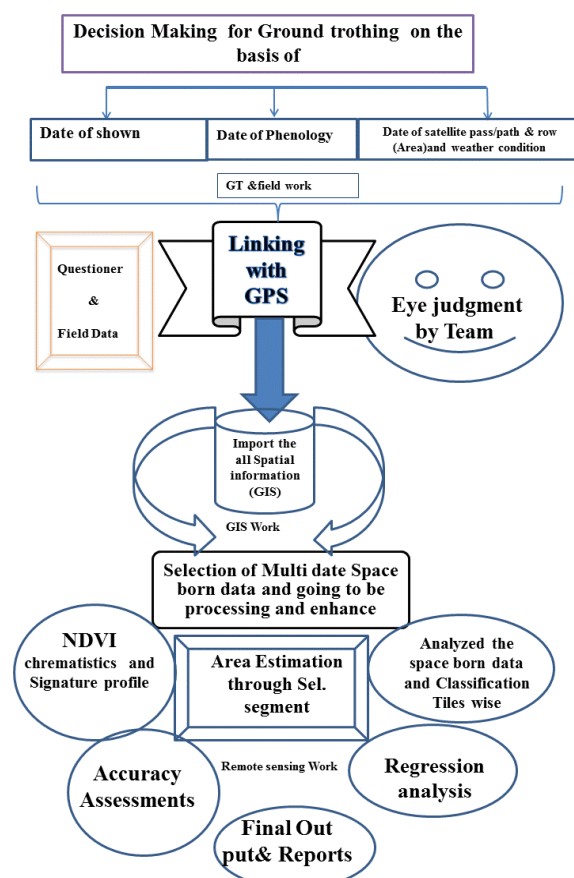 Decision Making for Ground trothing on the
basis of
Date of shown
Date of Phenology
Date of satellite pass/path & row
(Area)and weather condition
GT &field work
Questioner
&
Field Data
Linking
with
GPS
Eye judgment
by Team
Import the
all Spatial
information
(GIS)
GIS Work
Selection of Multi date Space
born data and going to be
processing and enhance
NDVI
chrematistics and
Signature profile
Area Estimation
through Sel.
segment
Analyzed the
space born data
and Classification
Tiles wise
Accuracy
Assessments
Remote sensing Work
Regression
analysis
Final Out
put& Reports